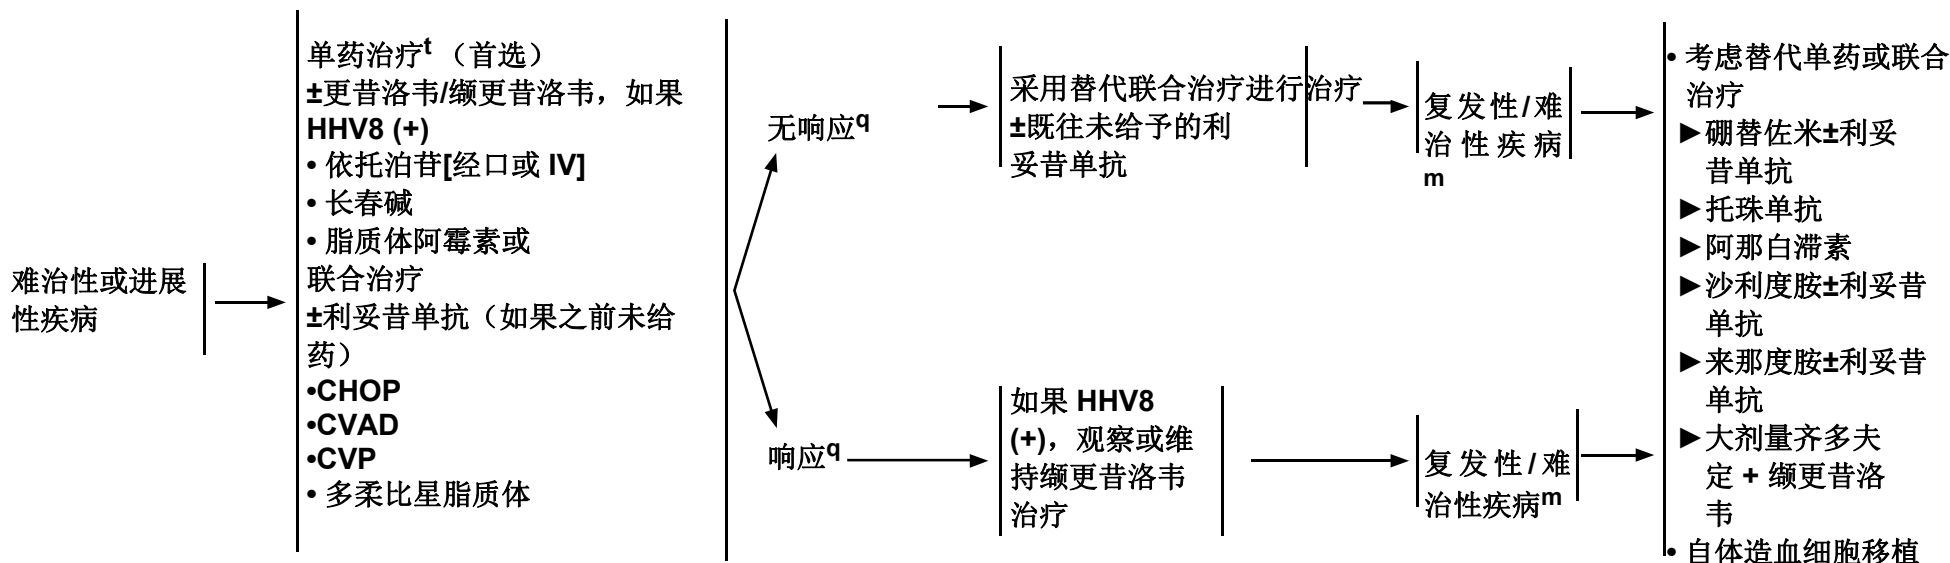 难治性或进展
性疾病
单药治疗t （首选）
±更昔洛韦/缬更昔洛韦，如果
HHV8 (+)
• 依托泊苷[经口或 IV]
• 长春碱
• 脂质体阿霉素或
联合治疗
±利妥昔单抗（如果之前未给
药）
•CHOP
•CVAD
•CVP
• 多柔比星脂质体
无响应q
采用替代联合治疗进行治疗
±既往未给予的利
妥昔单抗
复发性/难
治性疾病
m
响应q
如果 HHV8
(+)，观察或维
持缬更昔洛韦
治疗
复发性/难
治性疾病m
• 考虑替代单药或联合
治疗
►硼替佐米±利妥
昔单抗
►托珠单抗
►阿那白滞素
►沙利度胺±利妥昔
单抗
►来那度胺±利妥昔
单抗
►大剂量齐多夫
定 + 缬更昔洛
韦
• 自体造血细胞移植